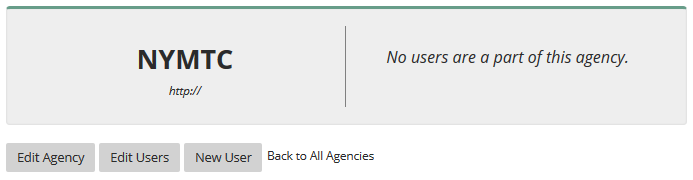 NYMTC
http://
No users are a part of this agency.
Edit Agency Edit Users New User Back to All Agencies